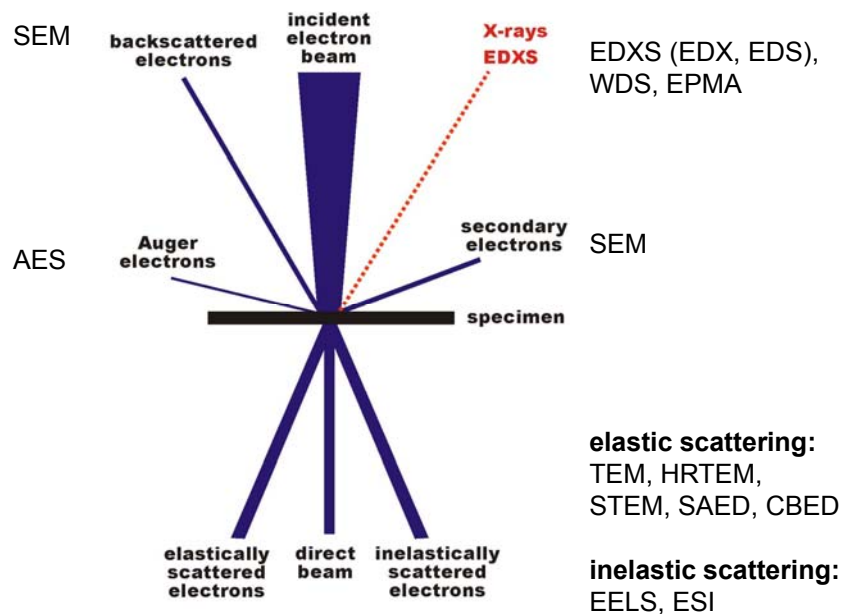 SEM
backscattered
electrons
incident
electron
beam
X-rays
EDXS
EDXS (EDX, EDS),
WDS, EPMA
AES
Auger
electrons
secondary
electrons
SEM
specimen
elastic scattering:
TEM, HRTEM,
STEM, SAED, CBED
elastically
scattered
electrons
direct
beam
inelastically
scattered
electrons
inelastic scattering:
EELS, ESI